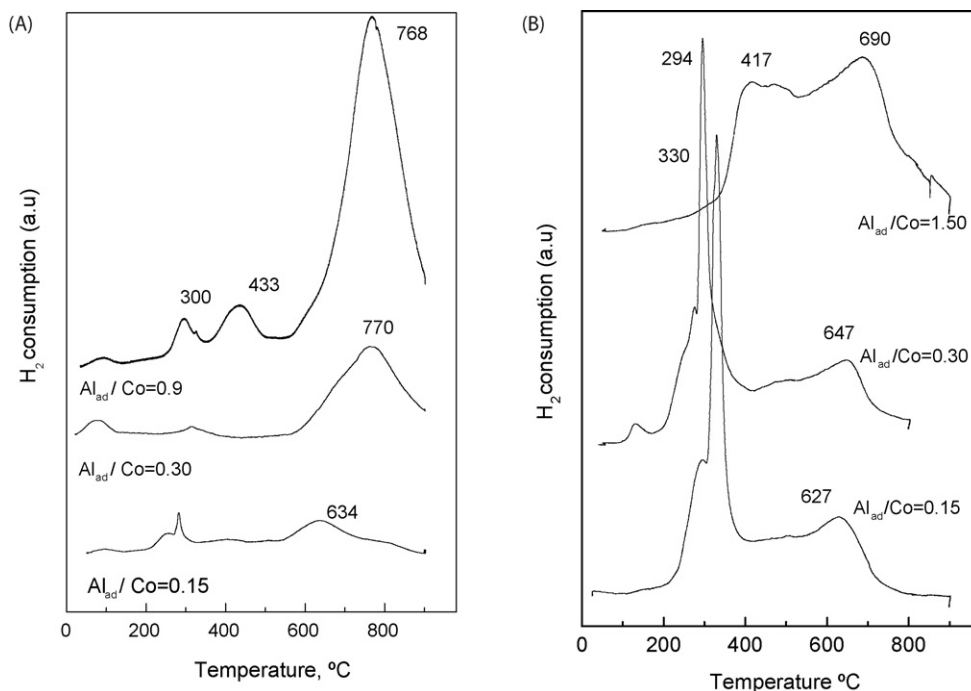 (A)
768
300
433
770
634
Al_ad/ Co=0.9
Al_ad/ Co=0.30
Al_ad/ Co=0.15
H_2 consumption (a.u)
0 200 400 600 800
Temperature, ºC
(B)
294
417
690
330
Al_ad/Co=1.50
647
Al_ad/Co=0.30
627
Al_ad/Co=0.15
H_2 consumption (a.u)
0 200 400 600 800
Temperature ºC